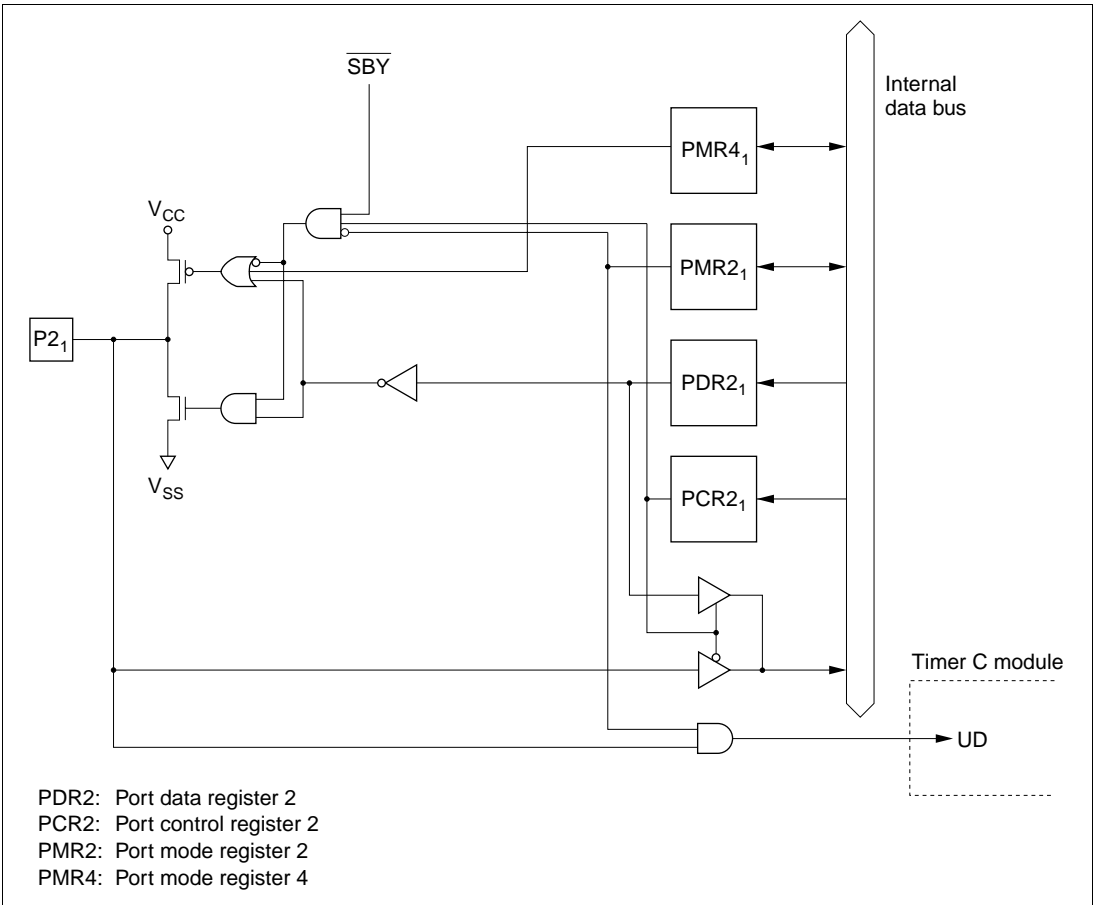 SBY
Internal
data bus
PMR4₁
V_CC
PMR2₁
P2₁
PDR2₁
V_SS
PCR2₁
Timer C module
UD
PDR2: Port data register 2
PCR2: Port control register 2
PMR2: Port mode register 2
PMR4: Port mode register 4